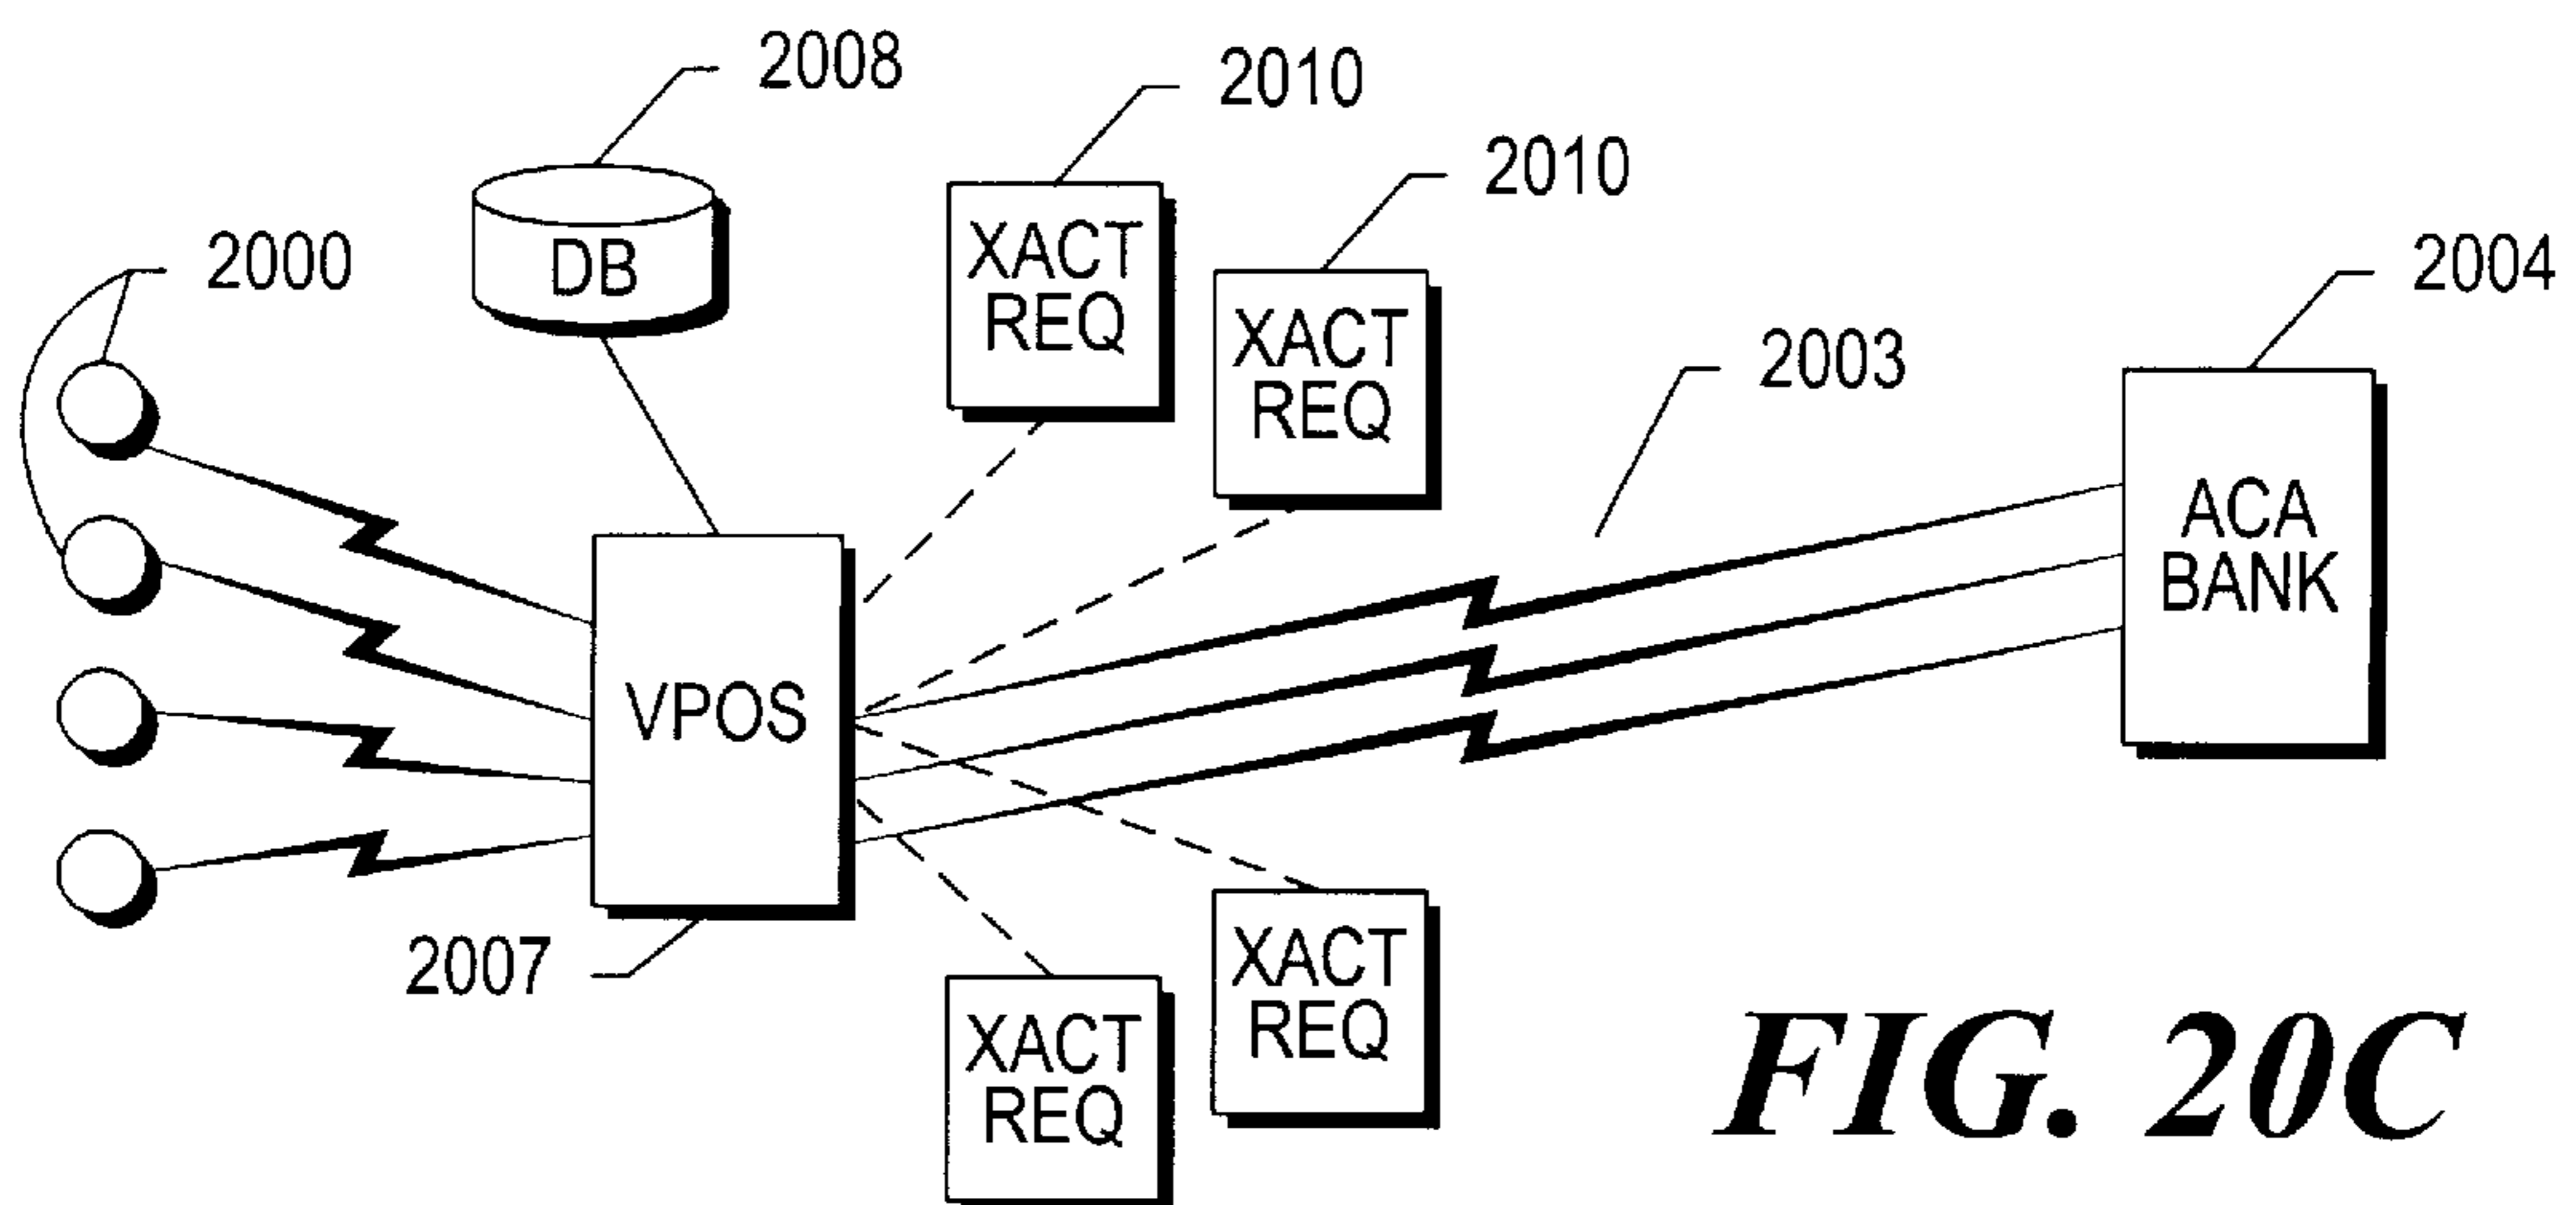 2008
2010
2010
2000
XACT
REQ
DB
2004
XACT
REQ
2003
ACA
BANK
VPOS
2007
XACT
REQ
XACT
REQ
FIG. 20C